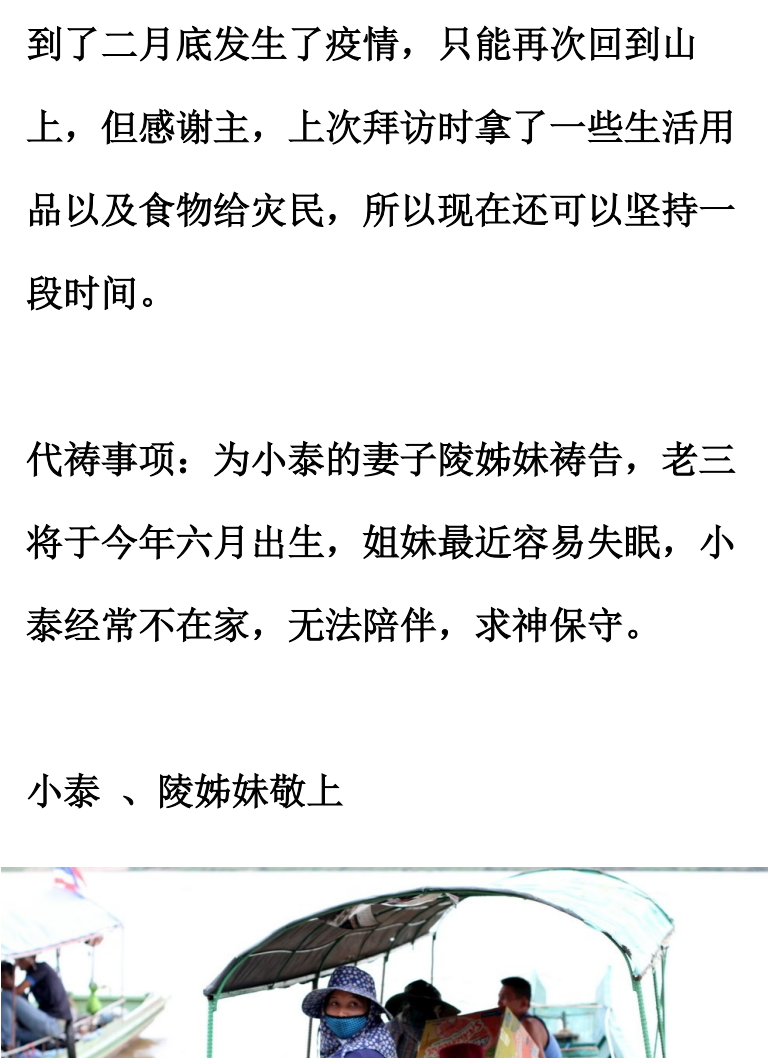 到了二月底发生了疫情，只能再次回到山
上，但感谢主，上次拜访时拿了一些生活用
品以及食物给灾民，所以现在还可以坚持一
段时间。
代祷事项：为小泰的妻子陵姊妹祷告，老三
将于今年六月出生，姐妹最近容易失眠，小
泰经常不在家，无法陪伴，求神保守。
小泰 、陵姊妹敬上